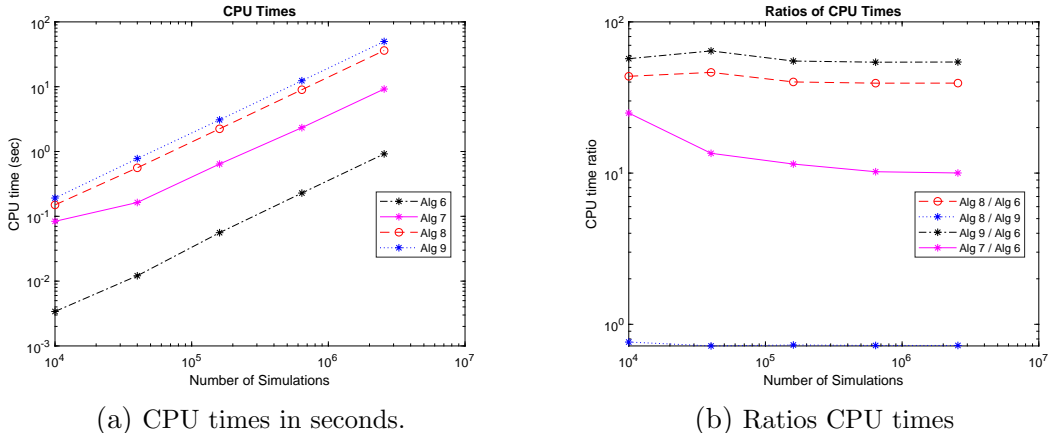 CPU Times
10^2
10^1
10^0
10^-1
10^-2
10^-3
CPU time (sec)
Alg 6
Alg 7
Alg 8
Alg 9
10^4
10^5
10^6
10^7
Number of Simulations
(a) CPU times in seconds.
Ratios of CPU Times
10^2
10^1
10^0
CPU time ratio
Alg 8 / Alg 6
Alg 8 / Alg 9
Alg 9 / Alg 6
Alg 7 / Alg 6
10^4
10^5
10^6
10^7
Number of Simulations
(b) Ratios CPU times